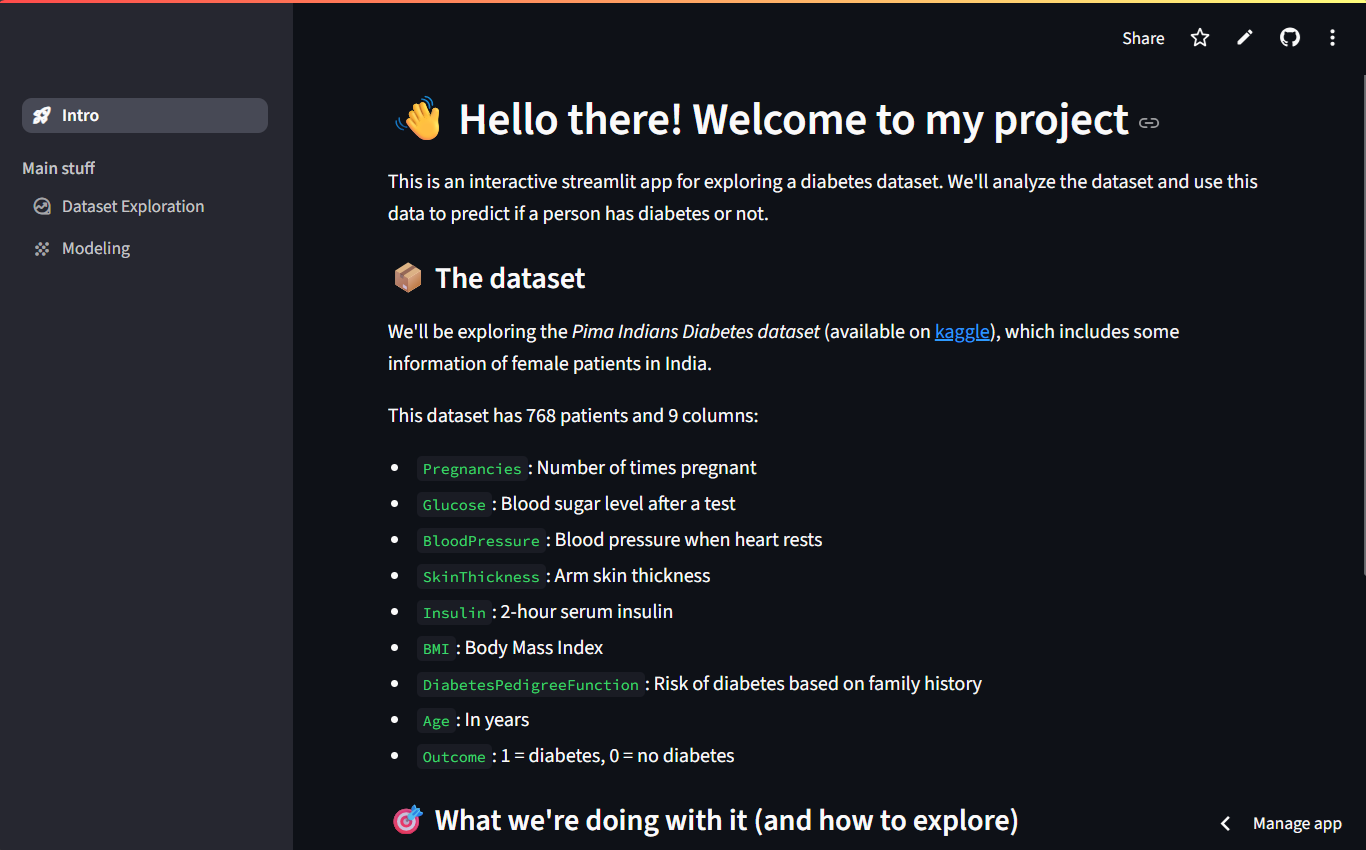 Share
Intro
Main stuff
Dataset Exploration
Modeling
Hello there! Welcome to my project
This is an interactive streamlit app for exploring a diabetes dataset. We'll analyze the dataset and use this
data to predict if a person has diabetes or not.
The dataset
We'll be exploring the Pima Indians Diabetes dataset (available on kaggle), which includes some
information of female patients in India.
This dataset has 768 patients and 9 columns:
Pregnancies : Number of times pregnant
Glucose : Blood sugar level after a test
BloodPressure : Blood pressure when heart rests
SkinThickness : Arm skin thickness
Insulin : 2-hour serum insulin
BMI : Body Mass Index
DiabetesPedigreeFunction : Risk of diabetes based on family history
Age : In years
Outcome : 1 = diabetes, 0 = no diabetes
What we're doing with it (and how to explore)
Manage app